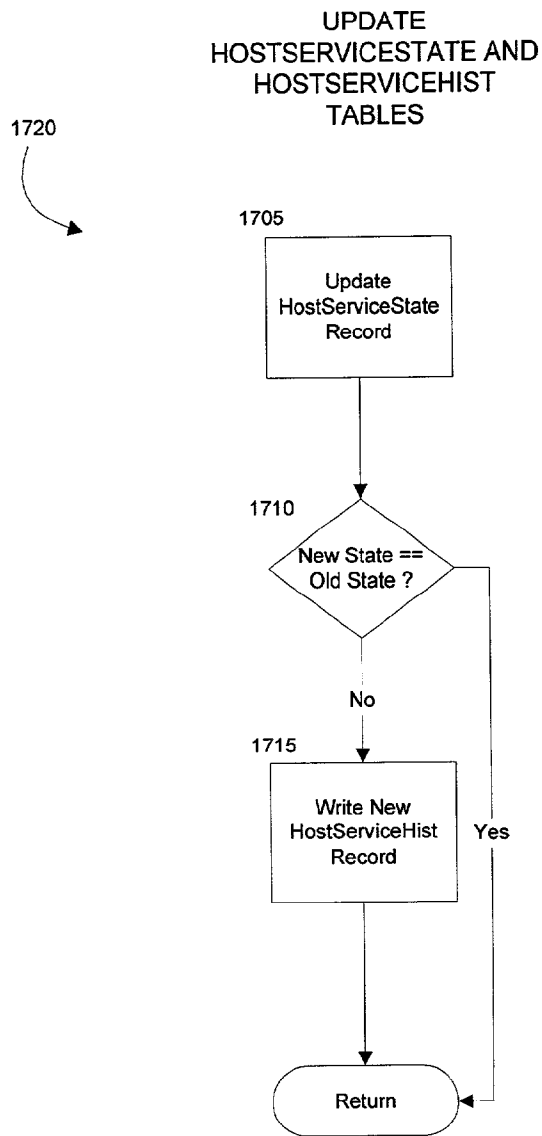 UPDATE
HOSTSERVICESTATE AND
HOSTSERVICEHIST
TABLES
1720
1705
Update
HostServiceState
Record
1710
New State ==
Old State ?
No
1715
Write New
HostServiceHist
Record
Yes
Return